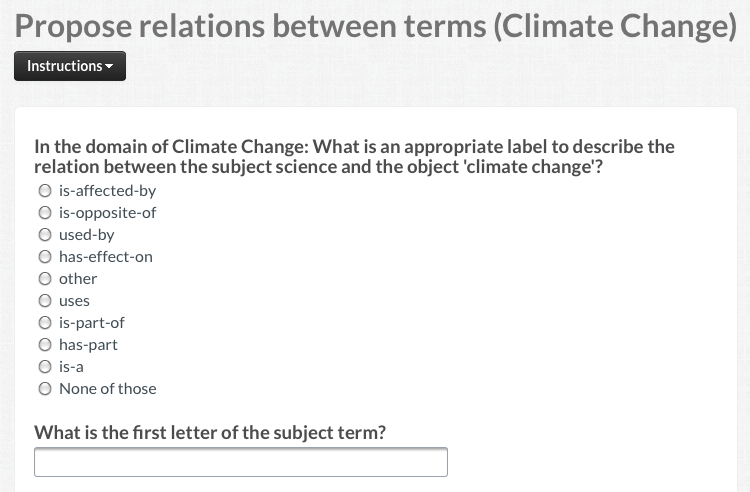 Propose relations between terms (Climate Change)
Instructions
In the domain of Climate Change: What is an appropriate label to describe the
relation between the subject science and the object 'climate change'?
is-affected-by
is-opposite-of
used-by
has-effect-on
other
uses
is-part-of
has-part
is-a
None of those
What is the first letter of the subject term?